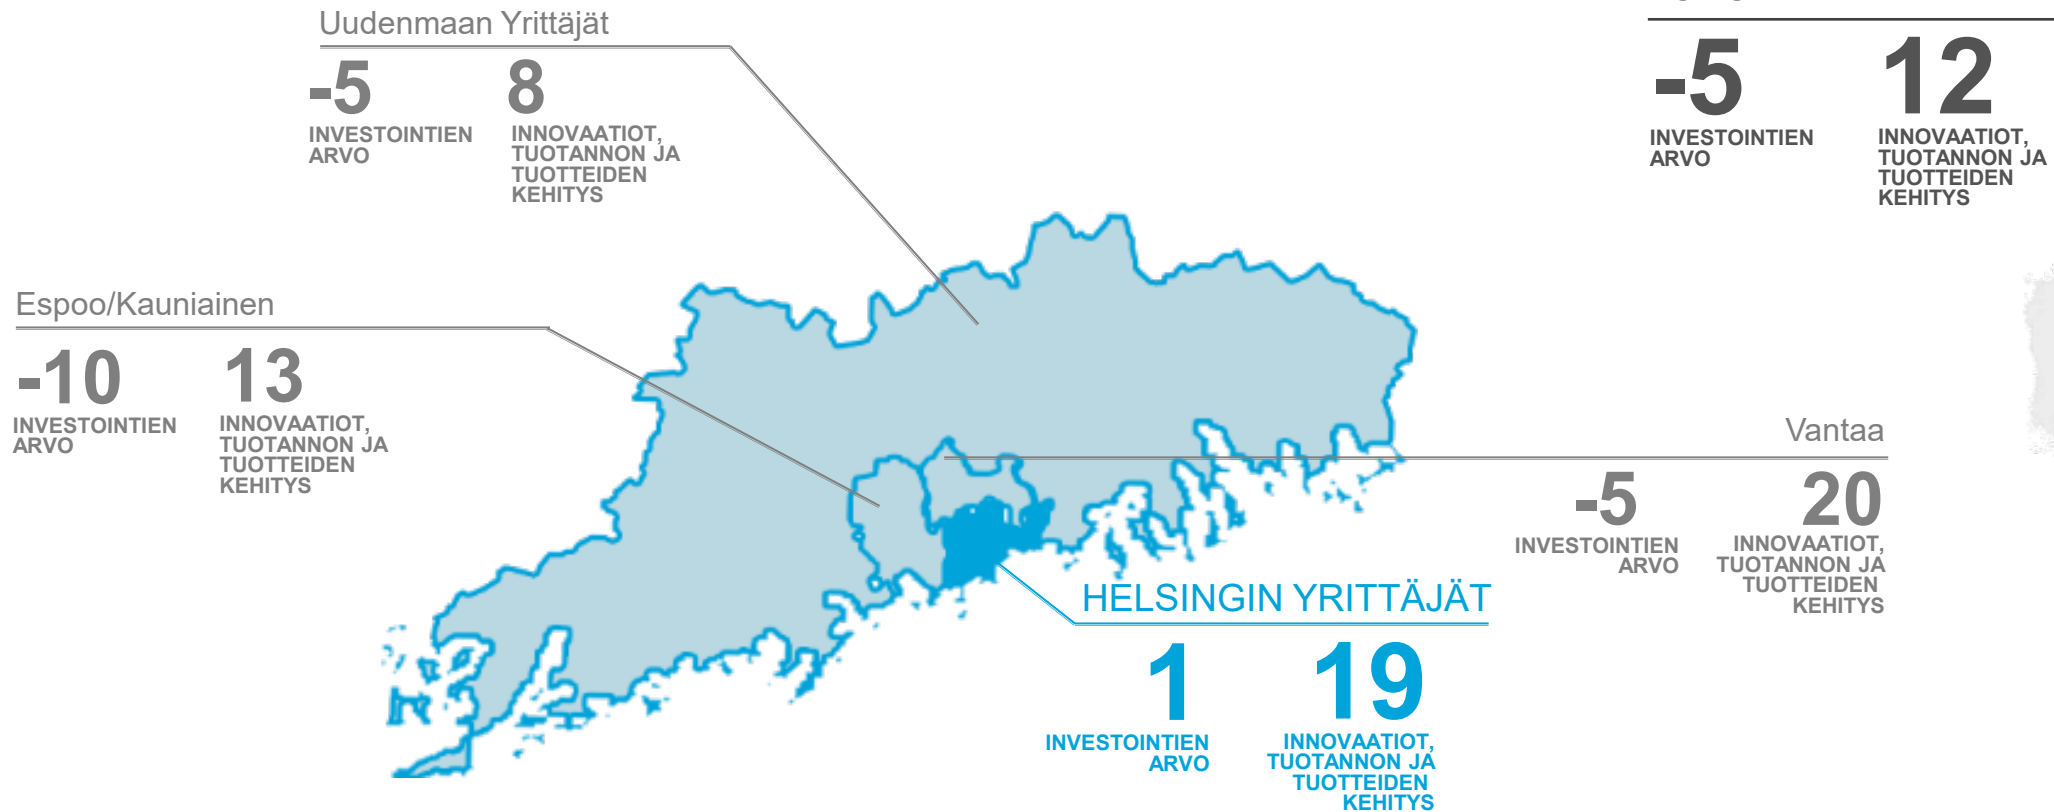 Uudenmaan Yrittäjät
-5
8
INVESTOINTIEN
ARVO
INNOVAATIOT,
TUOTANNON JA
TUOTTEIDEN
KEHITYS
-5
12
INVESTOINTIEN
ARVO
INNOVAATIOT,
TUOTANNON JA
TUOTTEIDEN
KEHITYS
Espoo/Kauniainen
-10
13
INVESTOINTIEN
ARVO
INNOVAATIOT,
TUOTANNON JA
TUOTTEIDEN
KEHITYS
Vantaa
-5
20
INVESTOINTIEN
ARVO
INNOVAATIOT,
TUOTANNON JA
TUOTTEIDEN
KEHITYS
HELSINGIN YRITTÄJÄT
1
19
INVESTOINTIEN
ARVO
INNOVAATIOT,
TUOTANNON JA
TUOTTEIDEN
KEHITYS